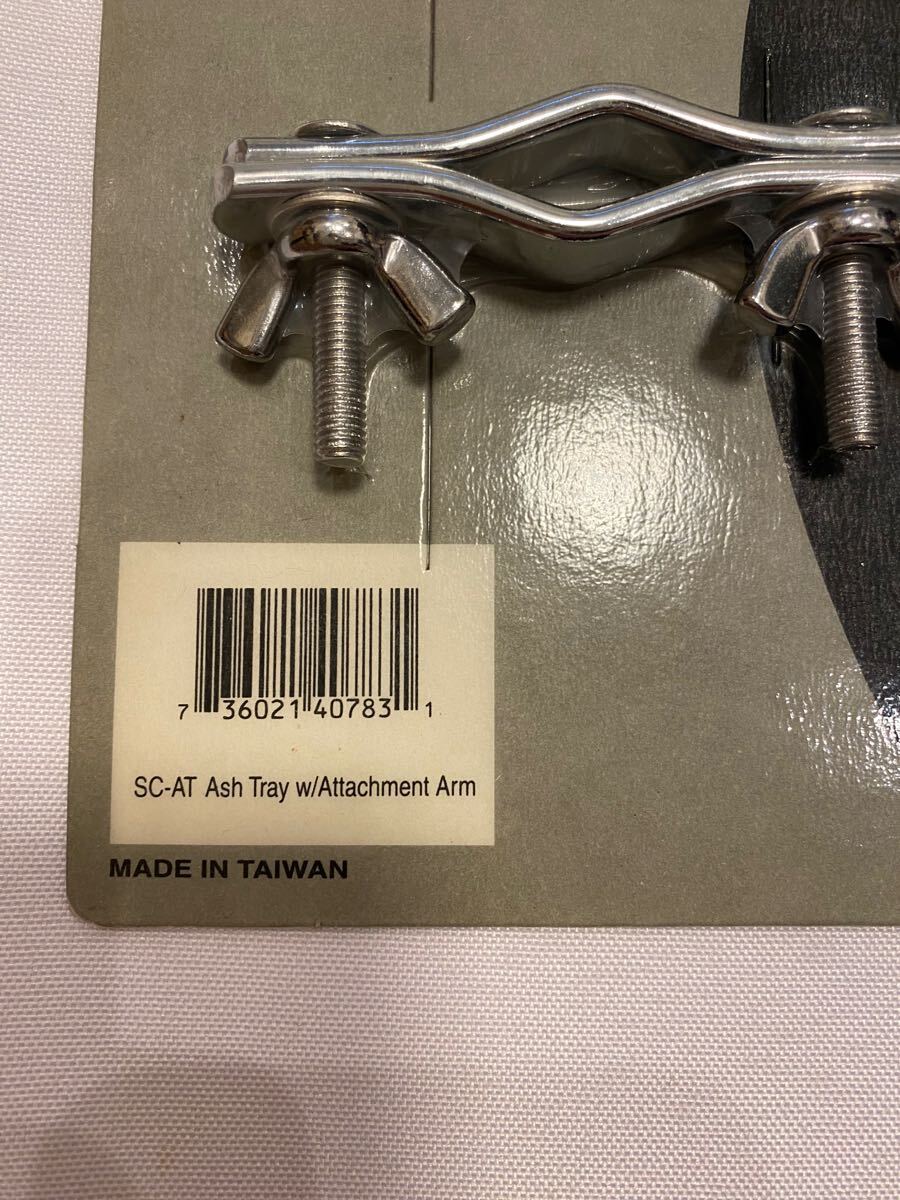 7 36021 40783 1
SC-AT Ash Tray w/Attachment Arm
MADE IN TAIWAN